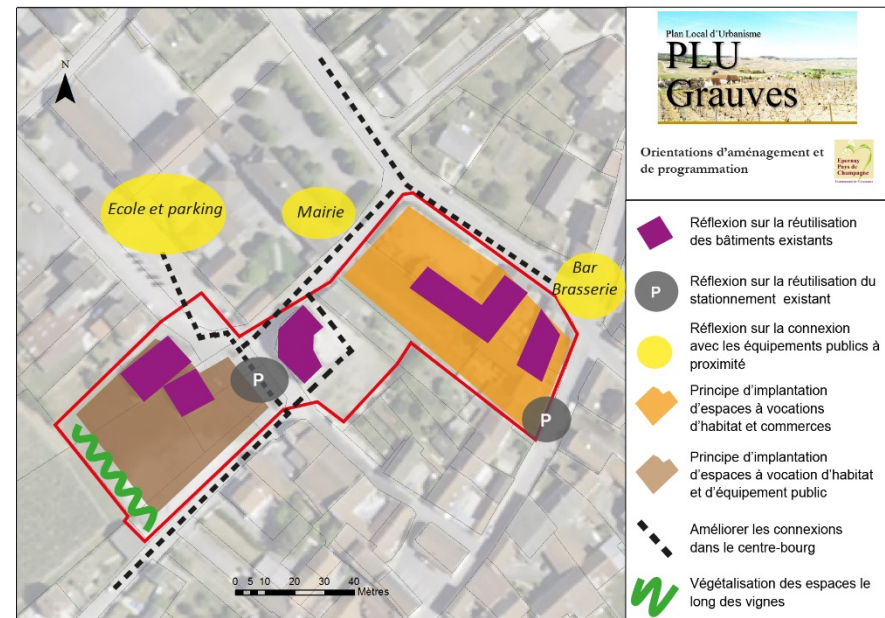 N
Ecole et parking
Mairie
Bar
Brasserie
P
P
0 5 10 20 30 40
Mètres
Plan Local d'Urbanisme
PLU
Grauves
Orientations d'aménagement et
de programmation
Epernay
Pays de
Champagne
Réflexion sur la réutilisation
des bâtiments existants
P
Réflexion sur la réutilisation du
stationnement existant
Réflexion sur la connexion
avec les équipements publics à
proximité
Principe d'implantation
d'espaces à vocations
d'habitat et commerces
Principe d'implantation
d'espaces à vocation d'habitat
et d'équipement public
Améliorer les connexions
dans le centre-bourg
Végétalisation des espaces le
long des vignes